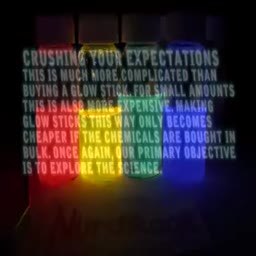 CRUSHING YOUR EXPECTATIONS
THIS IS MUCH MORE COMPLICATED THAN
BUYING A GLOW STICK. FOR SMALL AMOUNTS
THIS IS ALSO MORE EXPENSIVE. MAKING
GLOW STICKS THIS WAY ONLY BECOMES
CHEAPER IF THE CHEMICALS ARE BOUGHT IN
BULK. ONCE AGAIN, OUR PRIMARY OBJECTIVE
IS TO EXPLORE THE SCIENCE.